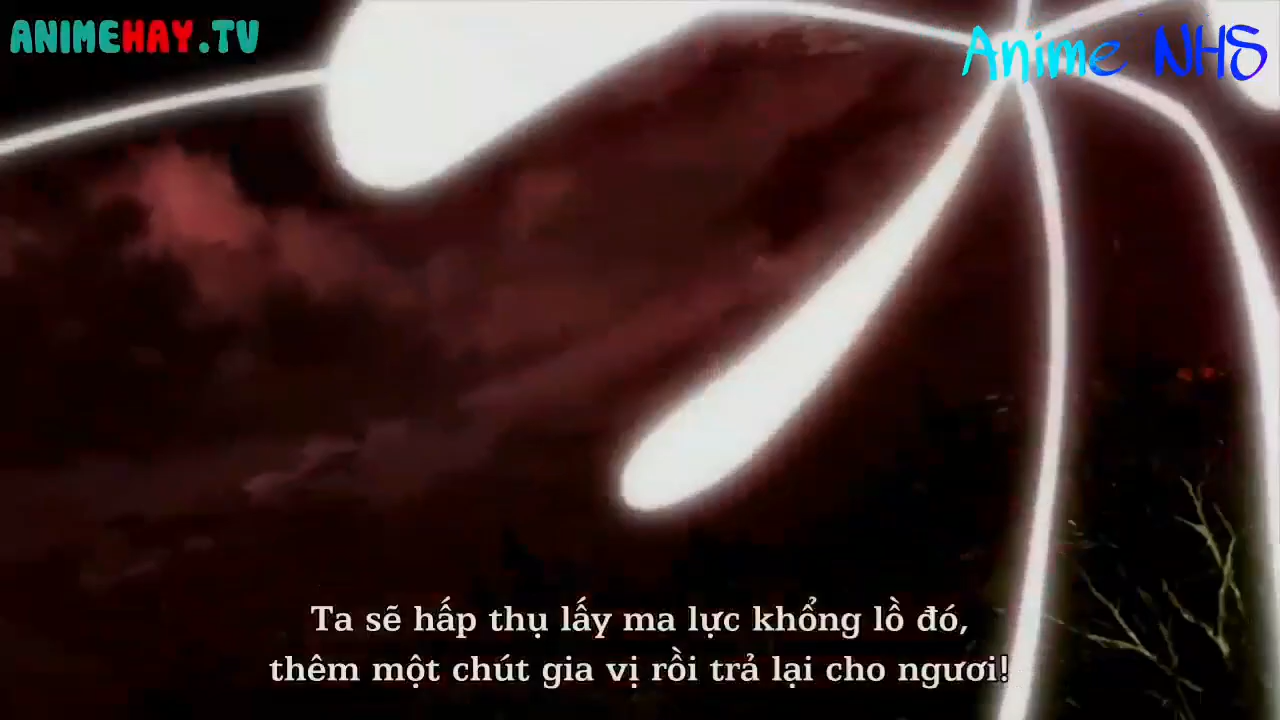 ANIMEHAY.TV
Anime NHS
Ta sẽ hấp thụ lấy ma lực khổng lồ đó,
thêm một chút gia vị rồi trả lại cho ngươi!